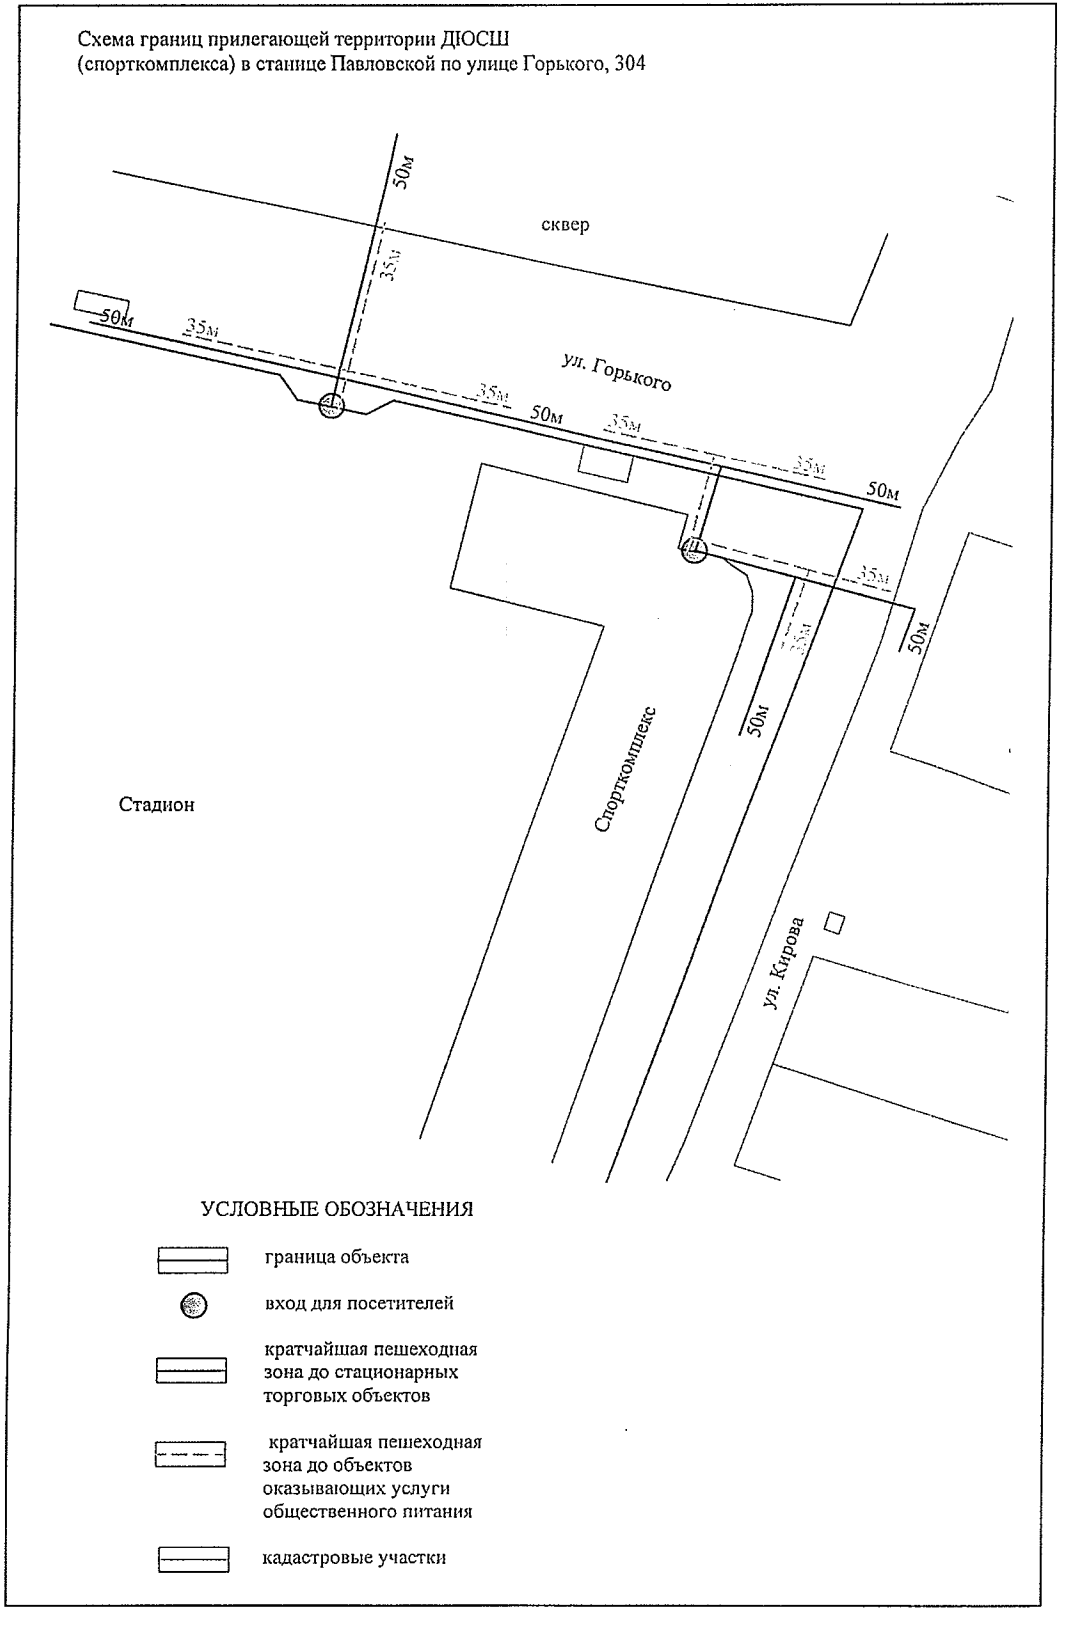 Схема границ прилегающей территории ДЮСШ
(спорткомплекса) в станице Павловской по улице Горького, 304
50м
сквер
35м
50м
35м
ул. Горького
35м
50м
35м
35м
50м
35м
50м
35м
50м
Спорткомплекс
Стадион
ул. Кирова
УСЛОВНЫЕ ОБОЗНАЧЕНИЯ
граница объекта
вход для посетителей
кратчайшая пешеходная
зона до стационарных
торговых объектов
кратчайшая пешеходная
зона до объектов
оказывающих услуги
общественного питания
кадастровые участки